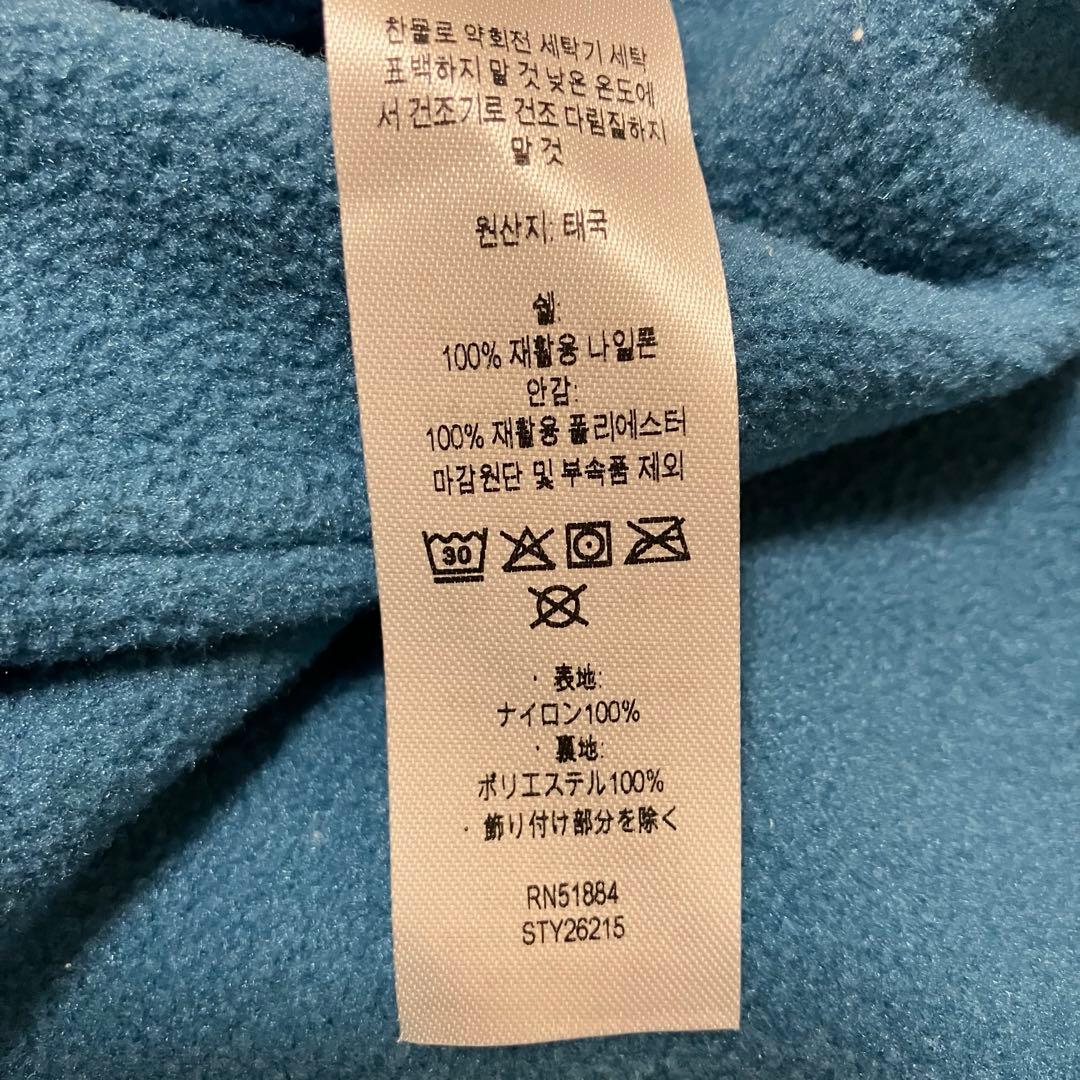 찬물로 약회전 세탁기 세탁
표백하지 말 것 낮은 온도에
서 건조기로 건조 다림질하지
말 것
원산지: 태국
쉘:
100% 재활용 나일론
안감:
100% 재활용 폴리에스터
마감원단 및 부속품 제외
30
・表地:
ナイロン100%
・裏地:
ポリエステル100%
・飾り付け部分を除く
RN51884
STY26215